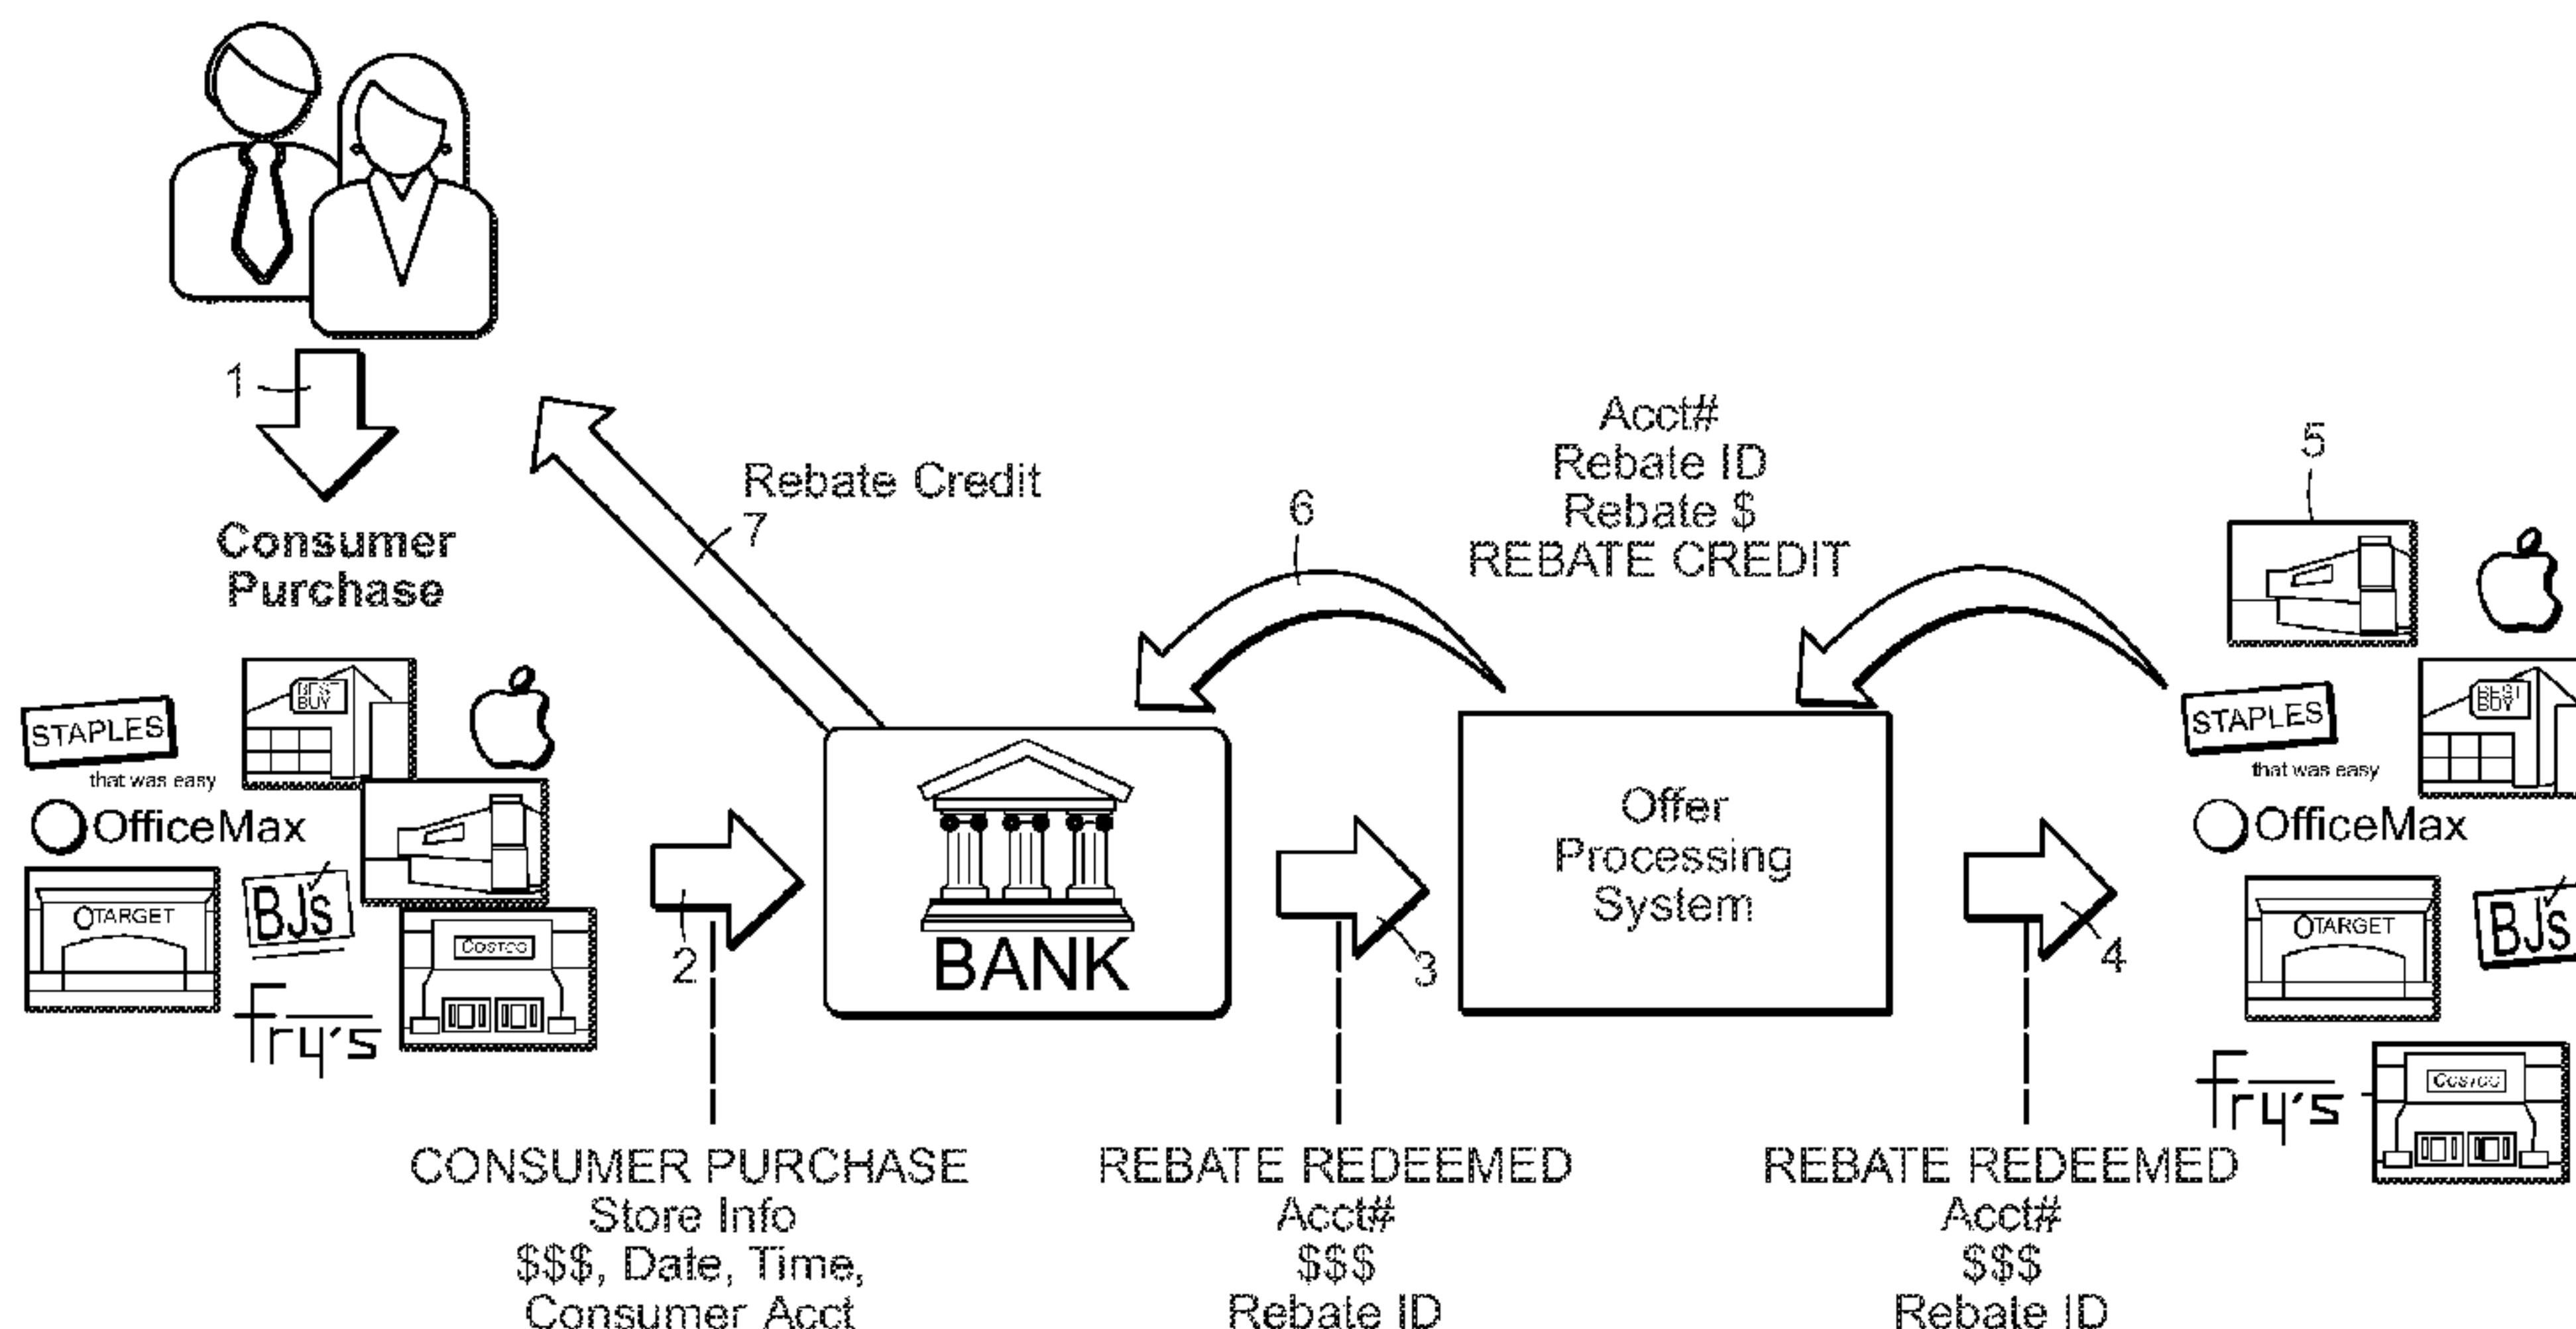 1
Consumer
Purchase
Rebate Credit
7
6
Acct#
Rebate ID
Rebate $
REBATE CREDIT
5
STAPLES
that was easy
BEST
BUY
OfficeMax
TARGET
BJs
COSTCO
fry's
2
BANK
3
Offer
Processing
System
4
STAPLES
that was easy
BEST
BUY
OfficeMax
TARGET
BJs
COSTCO
fry's
CONSUMER PURCHASE
Store Info
$$$, Date, Time,
Consumer Acct
REBATE REDEEMED
Acct#
$$$
Rebate ID
REBATE REDEEMED
Acct#
$$$
Rebate ID